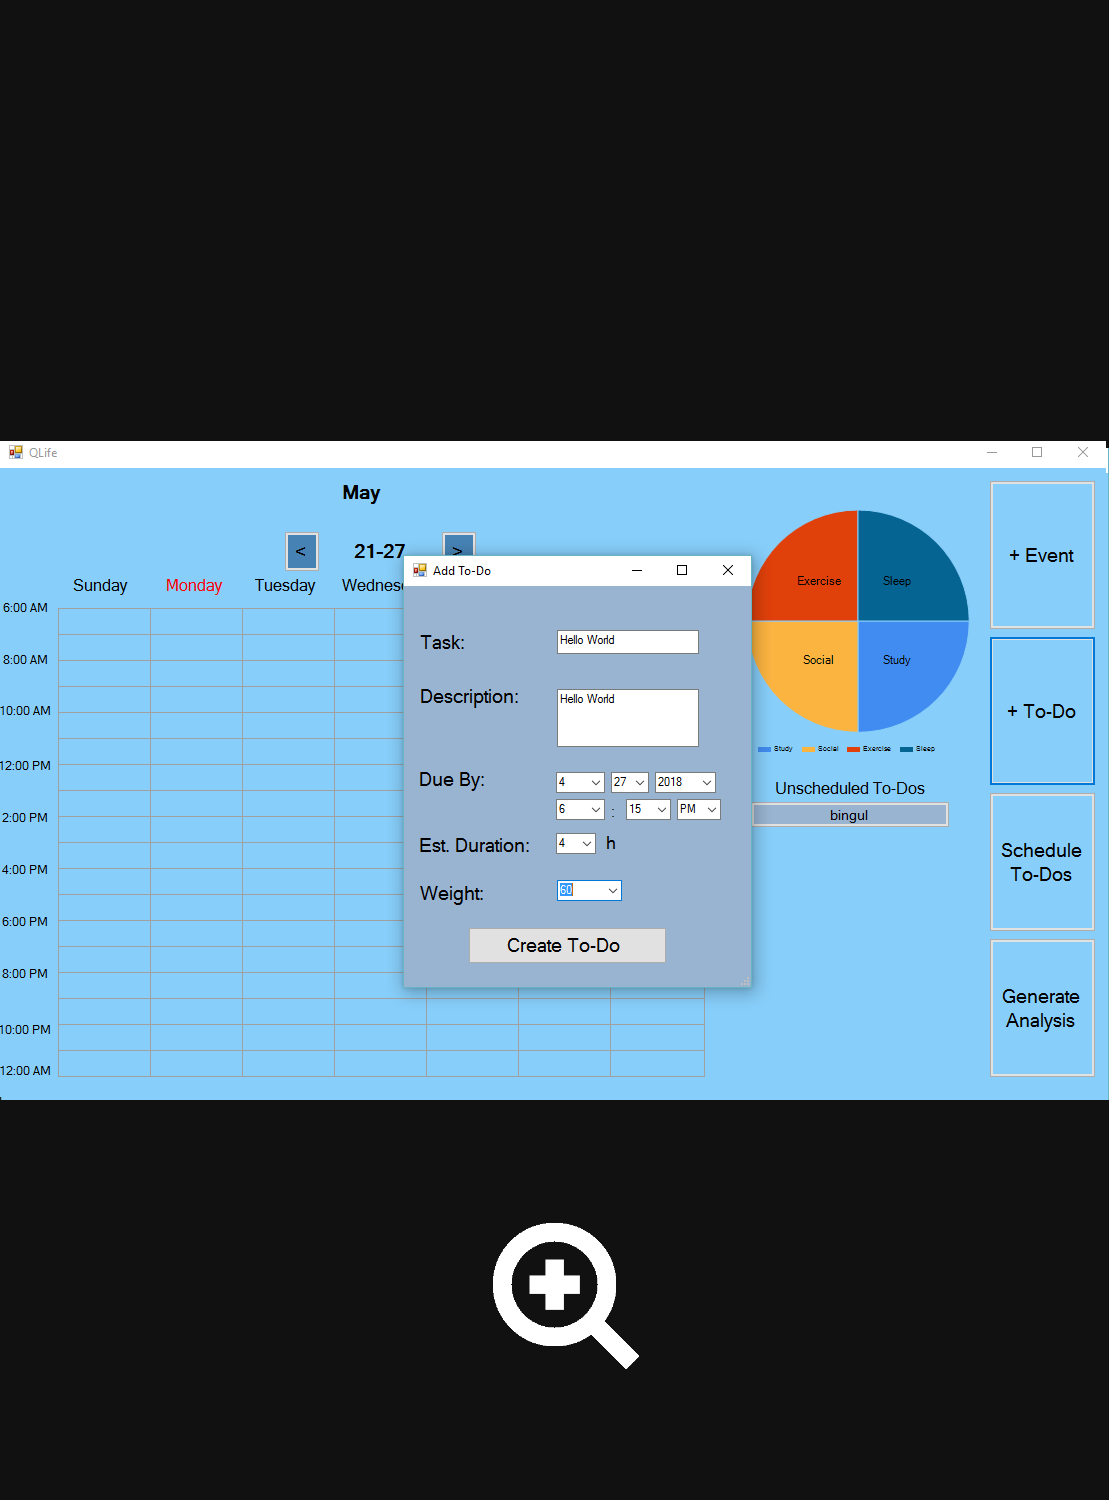 QLife
May
< 21-27 >
Sunday Monday Tuesday Wednes
6:00 AM
8:00 AM
10:00 AM
12:00 PM
2:00 PM
4:00 PM
6:00 PM
8:00 PM
10:00 PM
12:00 AM
Add To-Do
Task: Hello World
Description: Hello World
Due By: 4 27 2018
6 : 15 PM
Est. Duration: 4 h
Weight: 60
Create To-Do
Exercise Sleep
Social Study
Study Social Exercise Sleep
Unscheduled To-Dos
bingul
+ Event
+ To-Do
Schedule
To-Dos
Generate
Analysis